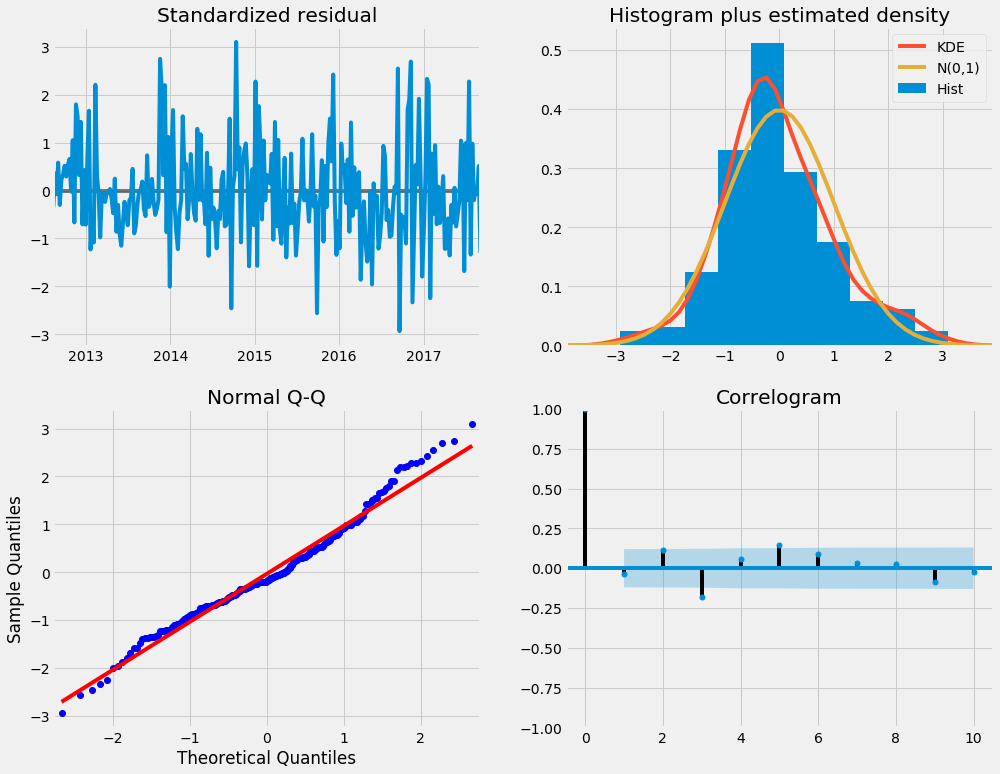 Standardized residual
3
2
1
0
−1
−2
−3
2013 2014 2015 2016 2017
Histogram plus estimated density
KDE
N(0,1)
Hist
0.5
0.4
0.3
0.2
0.1
0.0
−3 −2 −1 0 1 2 3
Normal Q-Q
Sample Quantiles
3
2
1
0
−1
−2
−3
−2 −1 0 1 2
Theoretical Quantiles
Correlogram
1.00
0.75
0.50
0.25
0.00
−0.25
−0.50
−0.75
−1.00
0 2 4 6 8 10